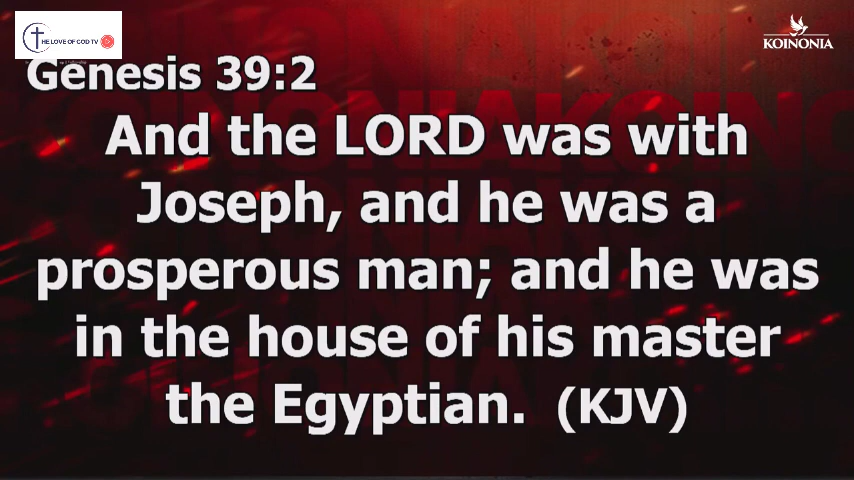 THE LOVE OF GOD TV
KOINONIA
Genesis 39:2
And the LORD was with
Joseph, and he was a
prosperous man; and he was
in the house of his master
the Egyptian. (KJV)